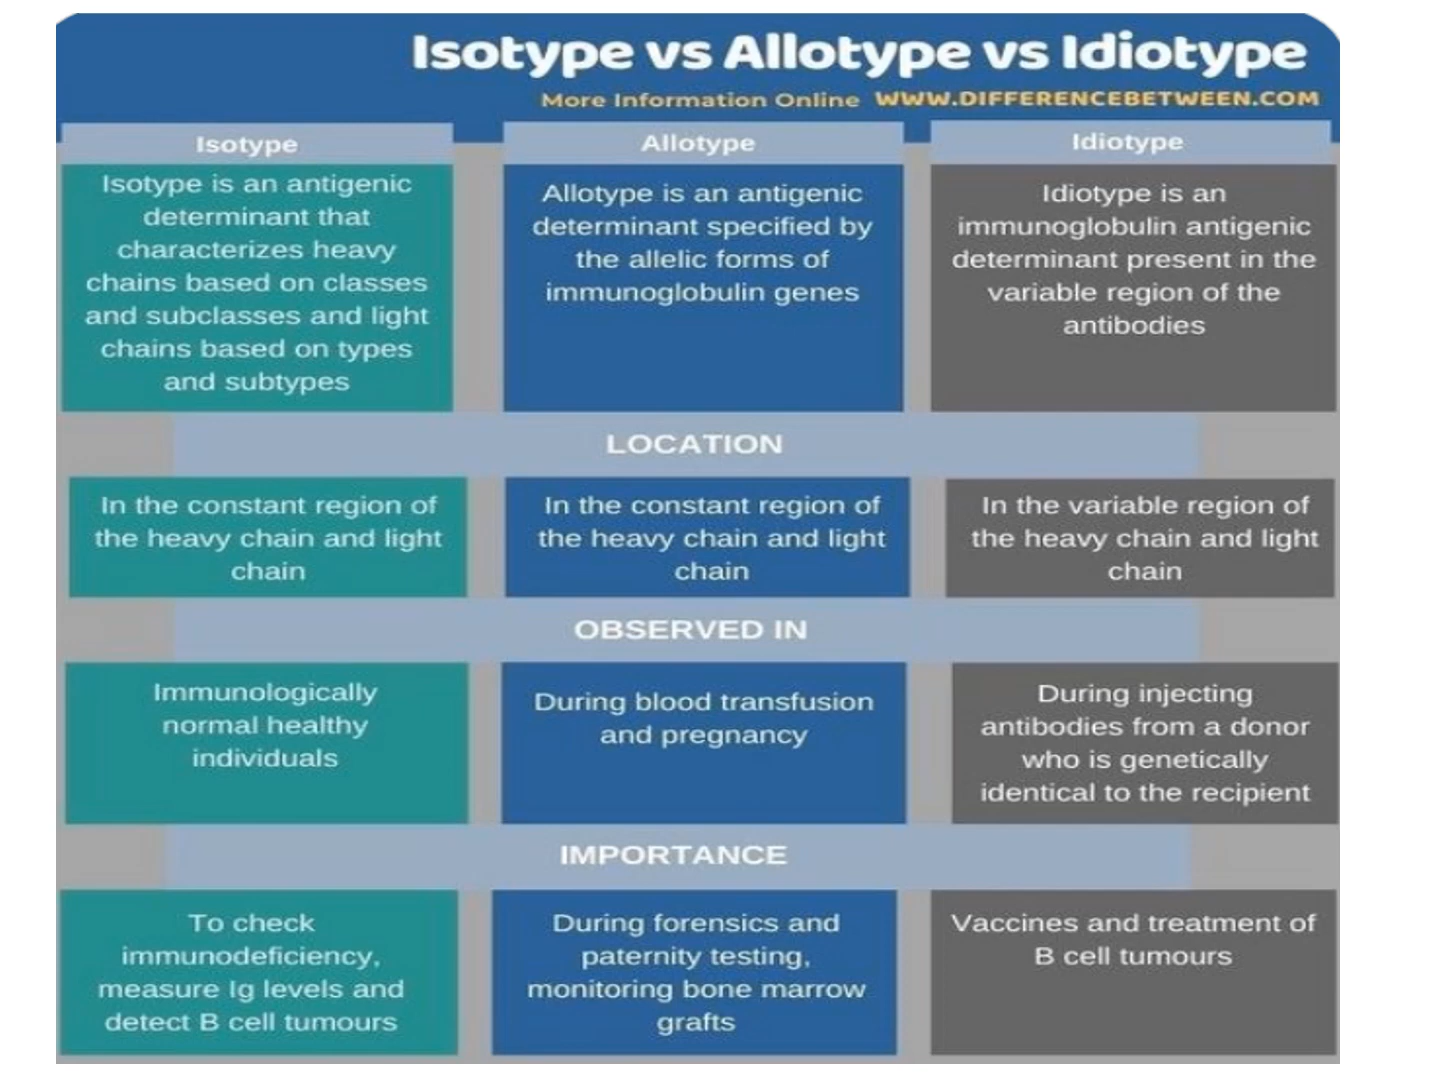 Isotype vs Allotype vs Idiotype
More Information Online WWW.DIFFERENCEBETWEEN.COM
Isotype
Isotype is an antigenic
determinant that
characterizes heavy
chains based on classes
and subclasses and light
chains based on types
and subtypes
Allotype
Allotype is an antigenic
determinant specified by
the allelic forms of
immunoglobulin genes
Idiotype
Idiotype is an
immunoglobulin antigenic
determinant present in the
variable region of the
antibodies
LOCATION
In the constant region of
the heavy chain and light
chain
In the constant region of
the heavy chain and light
chain
In the variable region of
the heavy chain and light
chain
OBSERVED IN
Immunologically
normal healthy
individuals
During blood transfusion
and pregnancy
During injecting
antibodies from a donor
who is genetically
identical to the recipient
IMPORTANCE
To check
immunodeficiency,
measure Ig levels and
detect B cell tumours
During forensics and
paternity testing,
monitoring bone marrow
grafts
Vaccines and treatment of
B cell tumours